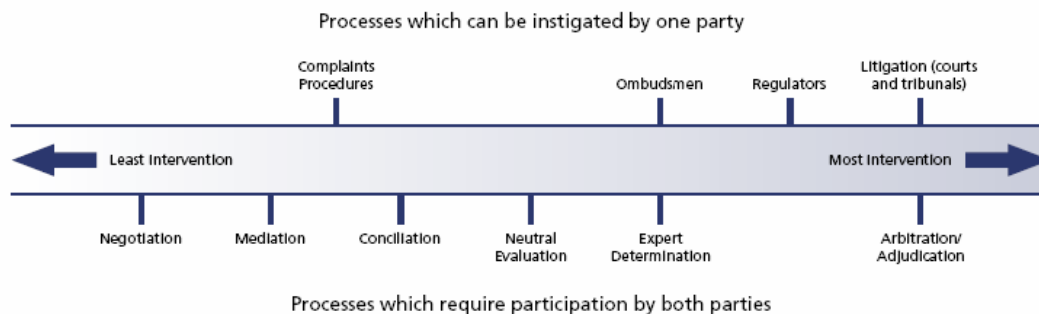 Processes which can be instigated by one party
Complaints
Procedures
Ombudsmen
Regulators
Litigation (courts
and tribunals)
Least Intervention
Most Intervention
Negotiation
Mediation
Conciliation
Neutral
Evaluation
Expert
Determination
Arbitration/
Adjudication
Processes which require participation by both parties